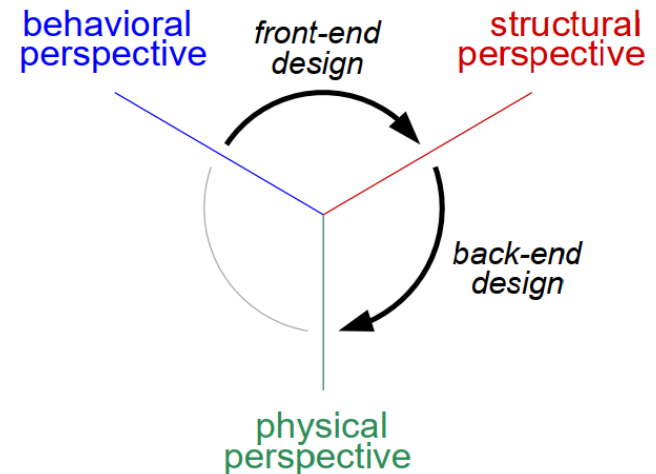 behavioral
perspective
front-end
design
structural
perspective
back-end
design
physical
perspective